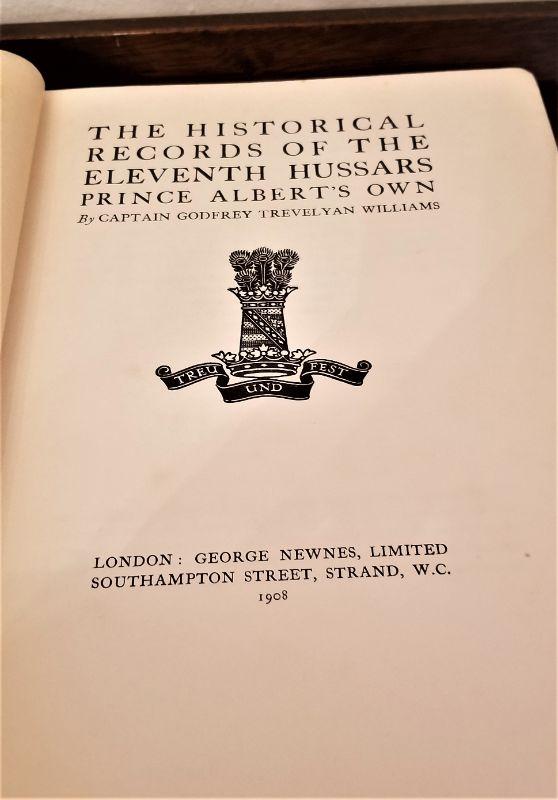 THE HISTORICAL
RECORDS OF THE
ELEVENTH HUSSARS
PRINCE ALBERT'S OWN
By CAPTAIN GODFREY TREVELYAN WILLIAMS
TREU UND FEST
LONDON: GEORGE NEWNES, LIMITED
SOUTHAMPTON STREET, STRAND, W.C.
1908